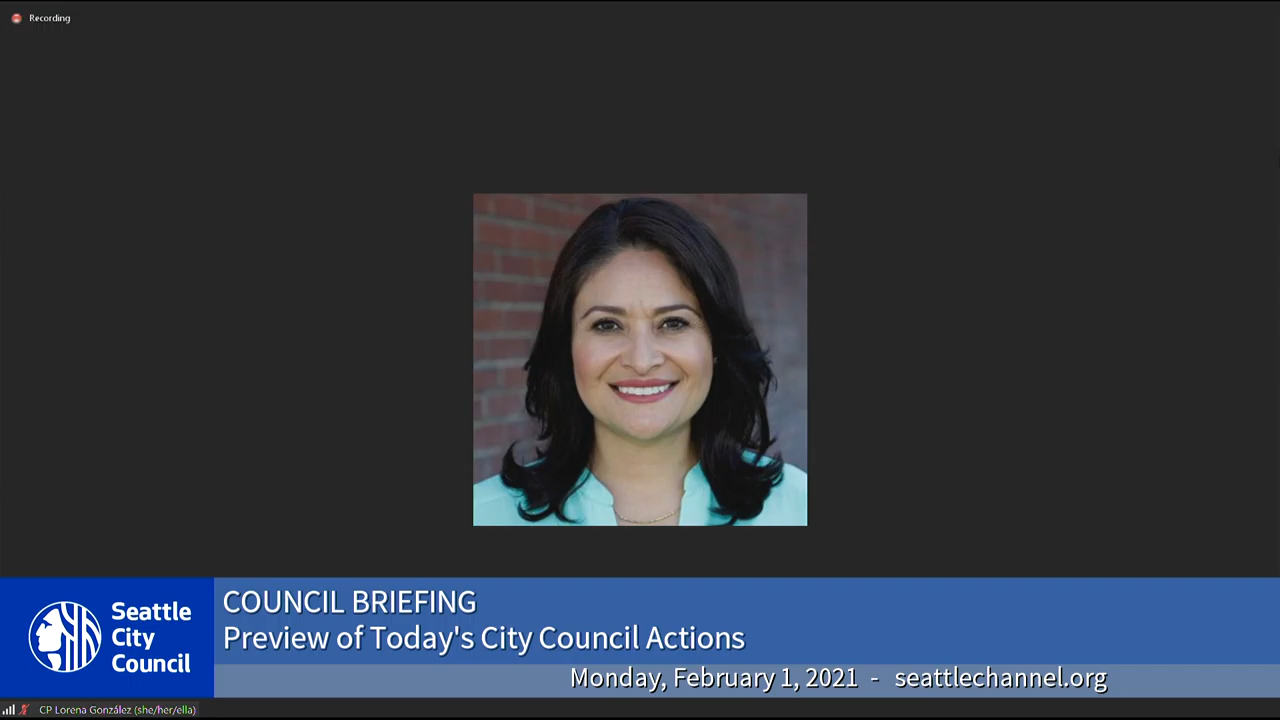 Recording
Seattle
City
Council
COUNCIL BRIEFING
Preview of Today's City Council Actions
Monday, February 1, 2021 - seattlechannel.org
CP Lorena González (she/her/ella)